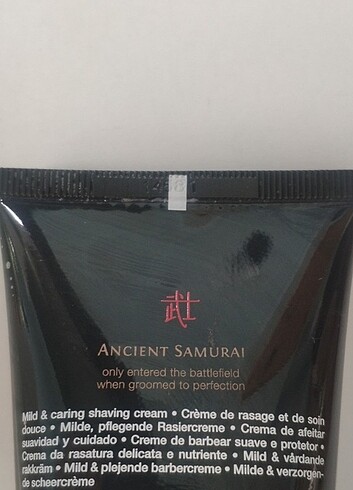 武士
ANCIENT SAMURAI
only entered the battlefield
when groomed to perfection
Mild & caring shaving cream • Crème de rasage et de soin
douce • Milde, pflegende Rasiercreme • Crema de afeitar
suavidad y cuidado • Creme de barbear suave e protetor •
Crema da rasatura delicata e nutriente • Mild & vårdande
rakkräm • Mild & plejende barbercreme • Milde & verzorgen-
de scheercrème